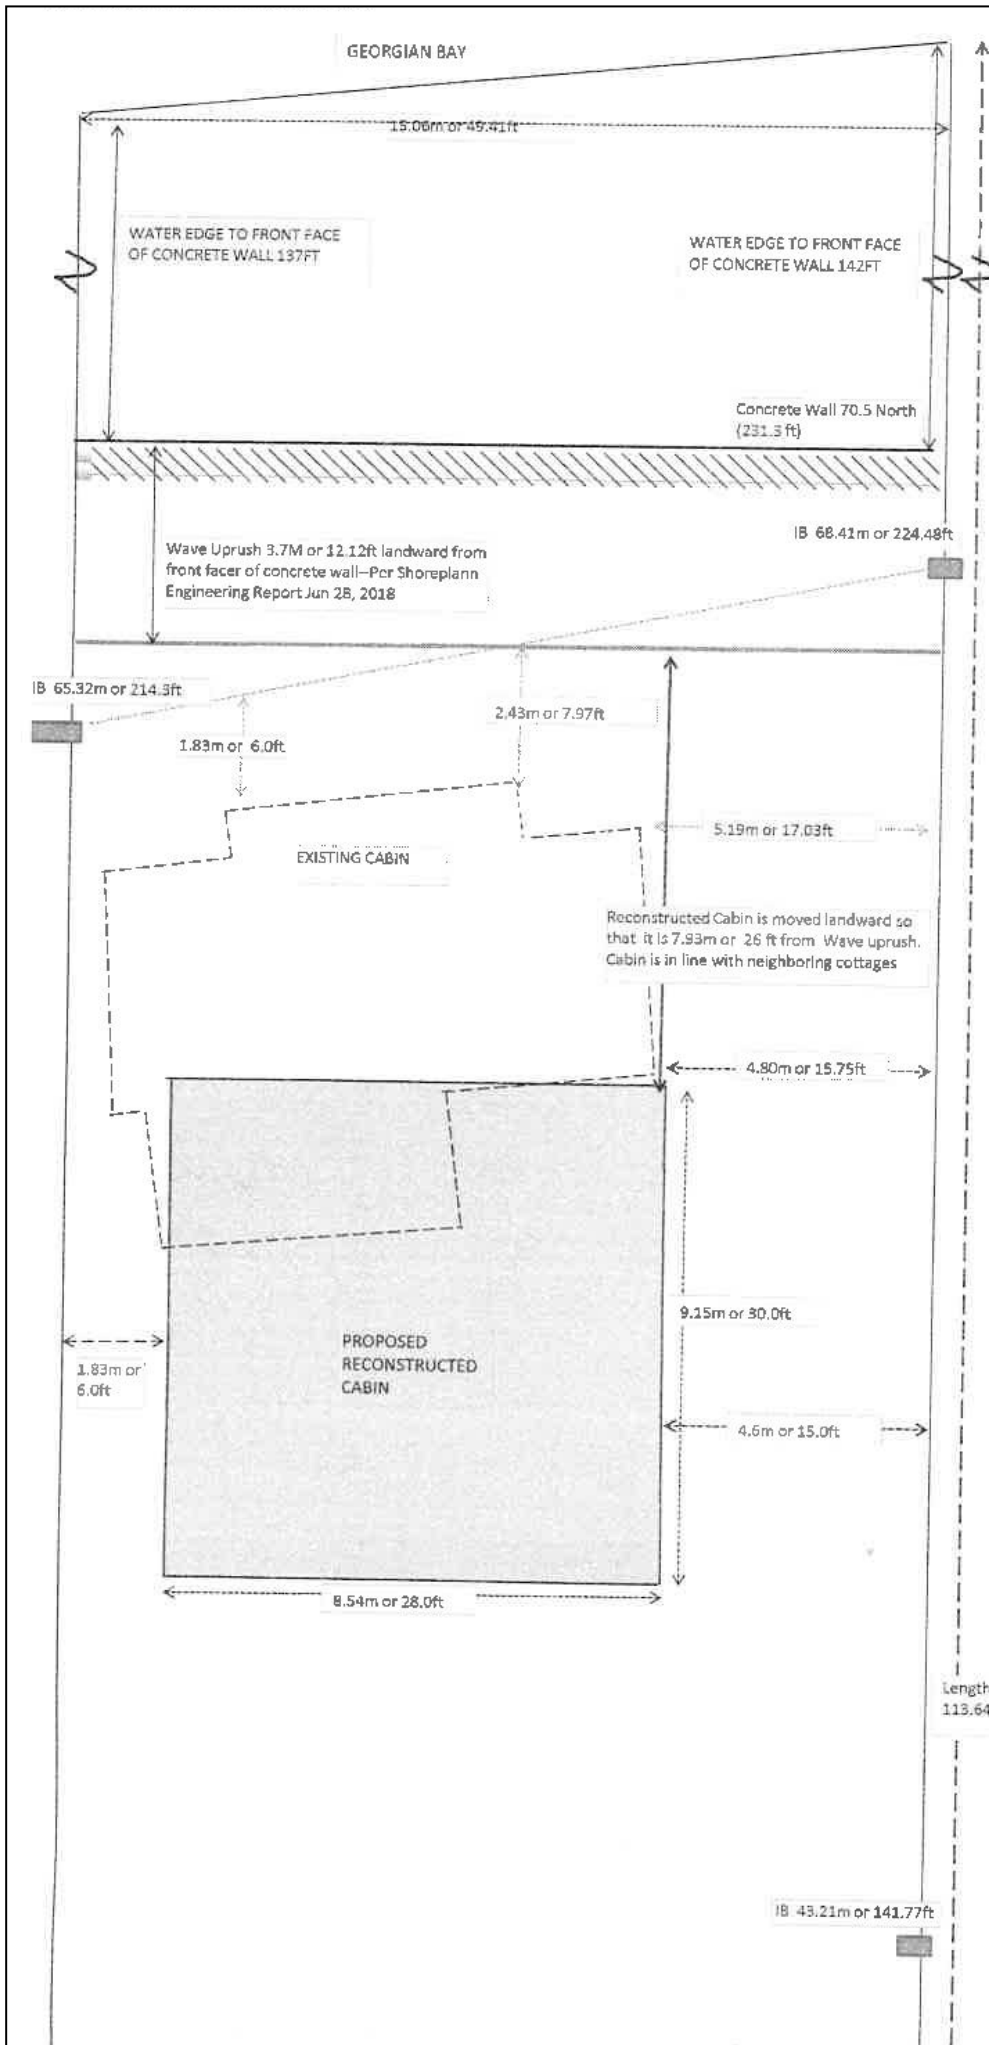 GEORGIAN BAY
15.06m or 49.41ft
WATER EDGE TO FRONT FACE
OF CONCRETE WALL 137FT
WATER EDGE TO FRONT FACE
OF CONCRETE WALL 142FT
Concrete Wall 70.5 North
(231.3 ft)
IB 68.41m or 224.48ft
Wave Uprush 3.7M or 12.12ft landward from
front facer of concrete wall--Per Shoreplann
Engineering Report Jun 28, 2018
IB 65.32m or 214.3ft
2.43m or 7.97ft
1.83m or 6.0ft
5.19m or 17.03ft
EXISTING CABIN
Reconstructed Cabin is moved landward so
that it is 7.93m or 26 ft from Wave uprush.
Cabin is in line with neighboring cottages
4.80m or 15.75ft
9.15m or 30.0ft
PROPOSED
RECONSTRUCTED
CABIN
1.83m or
6.0ft
4.6m or 15.0ft
8.54m or 28.0ft
Length
113.64
IB 43.21m or 141.77ft